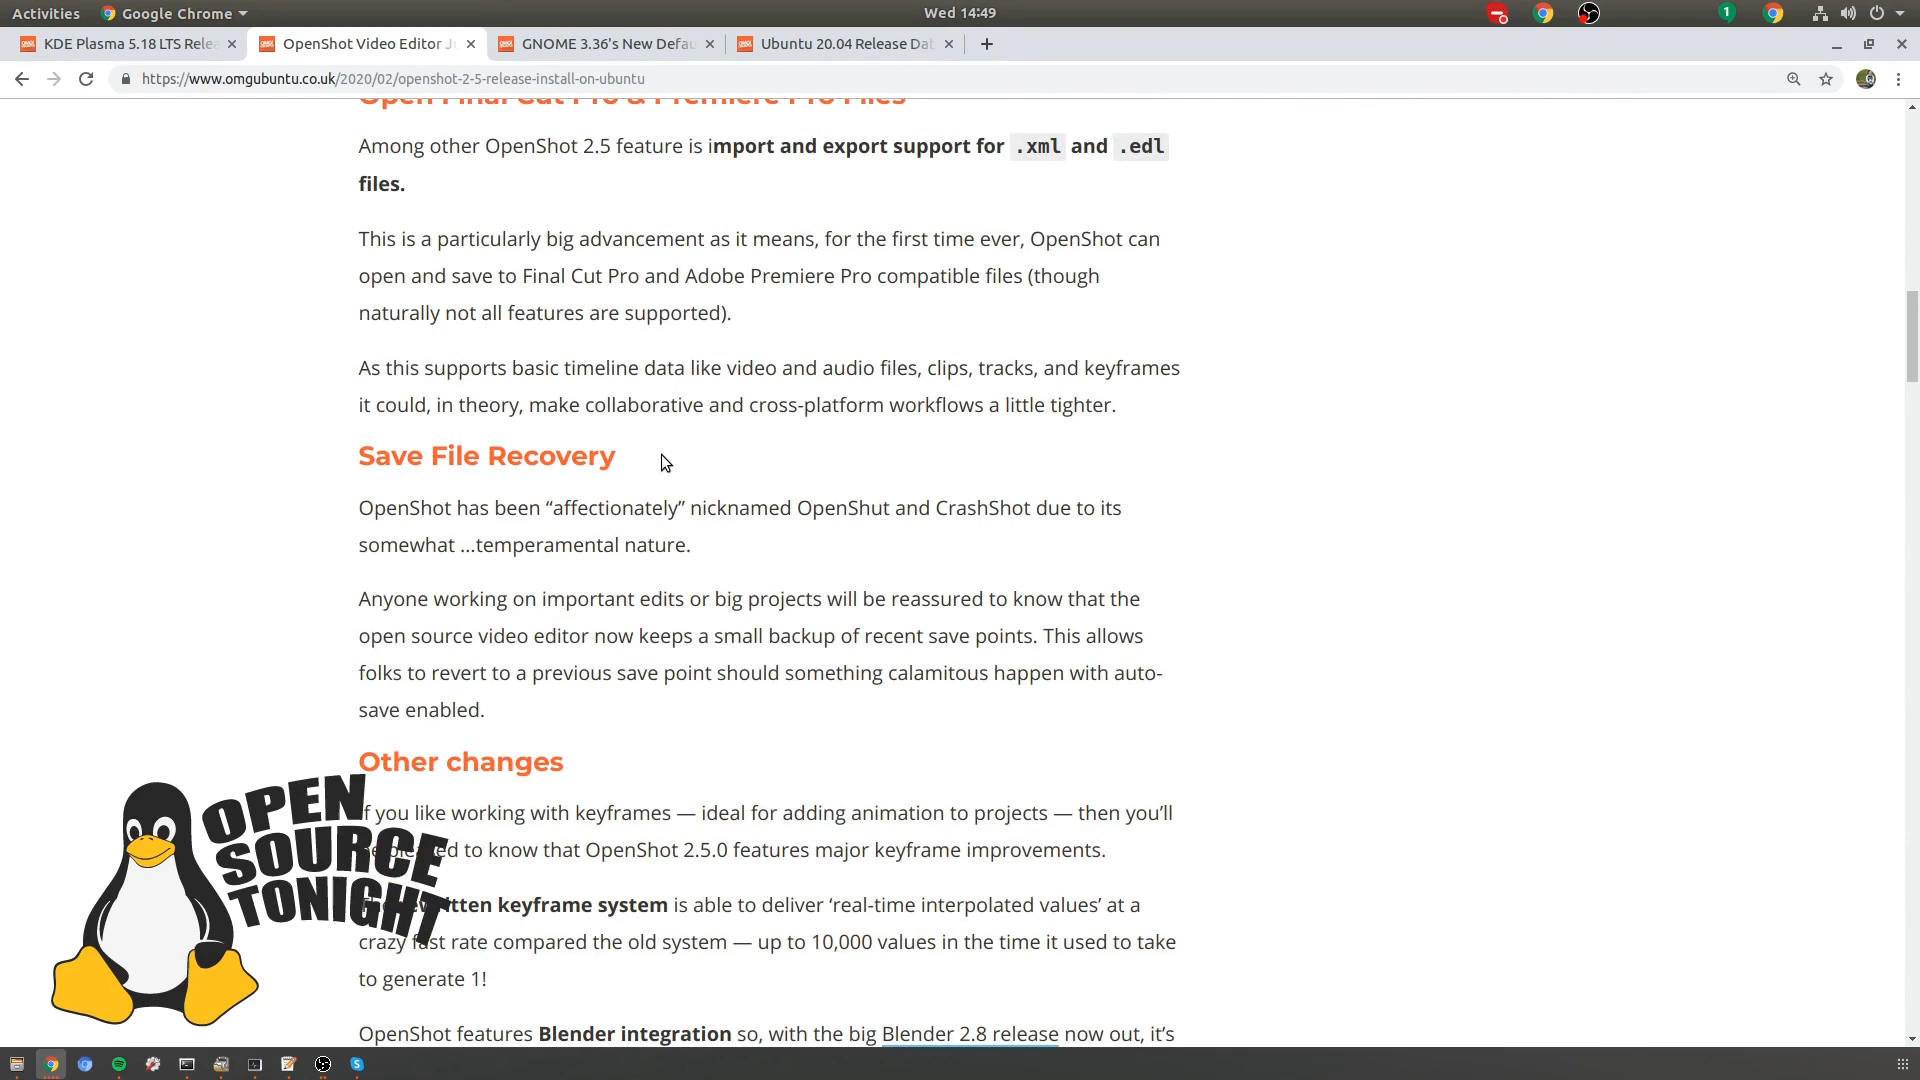 Activities
Google Chrome
Wed 14:49
1
KDE Plasma 5.18 LTS Relea
OpenShot Video Editor Ju
GNOME 3.36's New Defau
Ubuntu 20.04 Release Dat
https://www.omgubuntu.co.uk/2020/02/openshot-2-5-release-install-on-ubuntu
Open Final Cut Pro & Premiere Pro Files
Among other OpenShot 2.5 feature is import and export support for .xml and .edl
files.
This is a particularly big advancement as it means, for the first time ever, OpenShot can
open and save to Final Cut Pro and Adobe Premiere Pro compatible files (though
naturally not all features are supported).
As this supports basic timeline data like video and audio files, clips, tracks, and keyframes
it could, in theory, make collaborative and cross-platform workflows a little tighter.
Save File Recovery
OpenShot has been “affectionately” nicknamed OpenShut and CrashShot due to its
somewhat …temperamental nature.
Anyone working on important edits or big projects will be reassured to know that the
open source video editor now keeps a small backup of recent save points. This allows
folks to revert to a previous save point should something calamitous happen with auto-
save enabled.
Other changes
If you like working with keyframes — ideal for adding animation to projects — then you’ll
to know that OpenShot 2.5.0 features major keyframe improvements.
keyframe system is able to deliver ‘real-time interpolated values’ at a
crazy fast rate compared the old system — up to 10,000 values in the time it used to take
to generate 1!
OpenShot features Blender integration so, with the big Blender 2.8 release now out, it’s
OPEN
SOURCE
TONIGHT